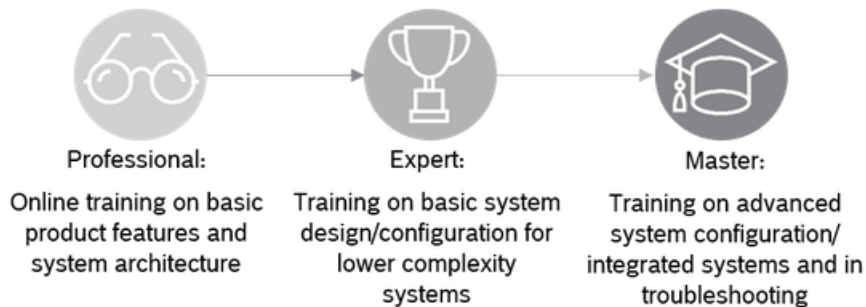 Professional:
Online training on basic
product features and
system architecture
Expert:
Training on basic system
design/configuration for
lower complexity
systems
Master:
Training on advanced
system configuration/
integrated systems and in
troubleshooting